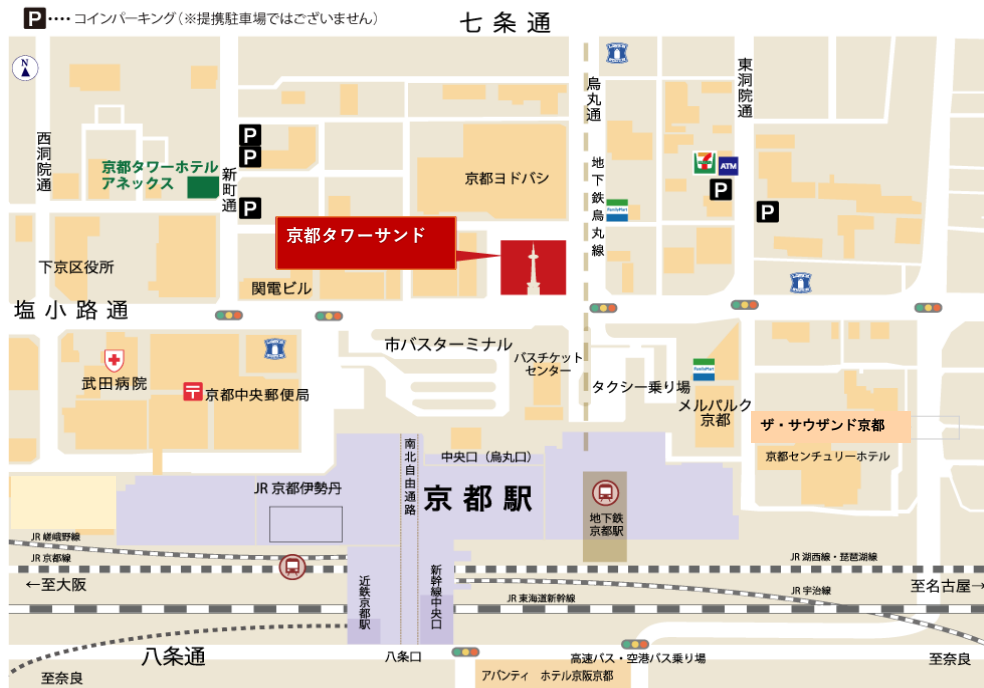 P････コインパーキング（※提携駐車場ではございません）
七条通
N
烏丸通
東洞院通
西洞院通
京都タワーホテル
アネックス
新町通
P
P
P
京都ヨドバシ
地下鉄烏丸線
7
ATM
P
P
FamilyMart
京都タワーサンド
下京区役所
関電ビル
塩小路通
市バスターミナル
バスチケット
センター
タクシー乗り場
FamilyMart
メルパルク
京都
武田病院
京都中央郵便局
ザ・サウザンド京都
京都センチュリーホテル
南北自由通路
中央口（烏丸口）
京都駅
JR 京都伊勢丹
地下鉄
京都駅
JR 嵯峨野線
JR 京都線
←至大阪
JR 湖西線・琵琶湖線
JR 宇治線
至名古屋→
JR 東海道新幹線
近鉄京都駅
新幹線中央口
八条通
八条口
高速バス・空港バス乗り場
至奈良
至奈良
アバンティ　ホテル京阪京都